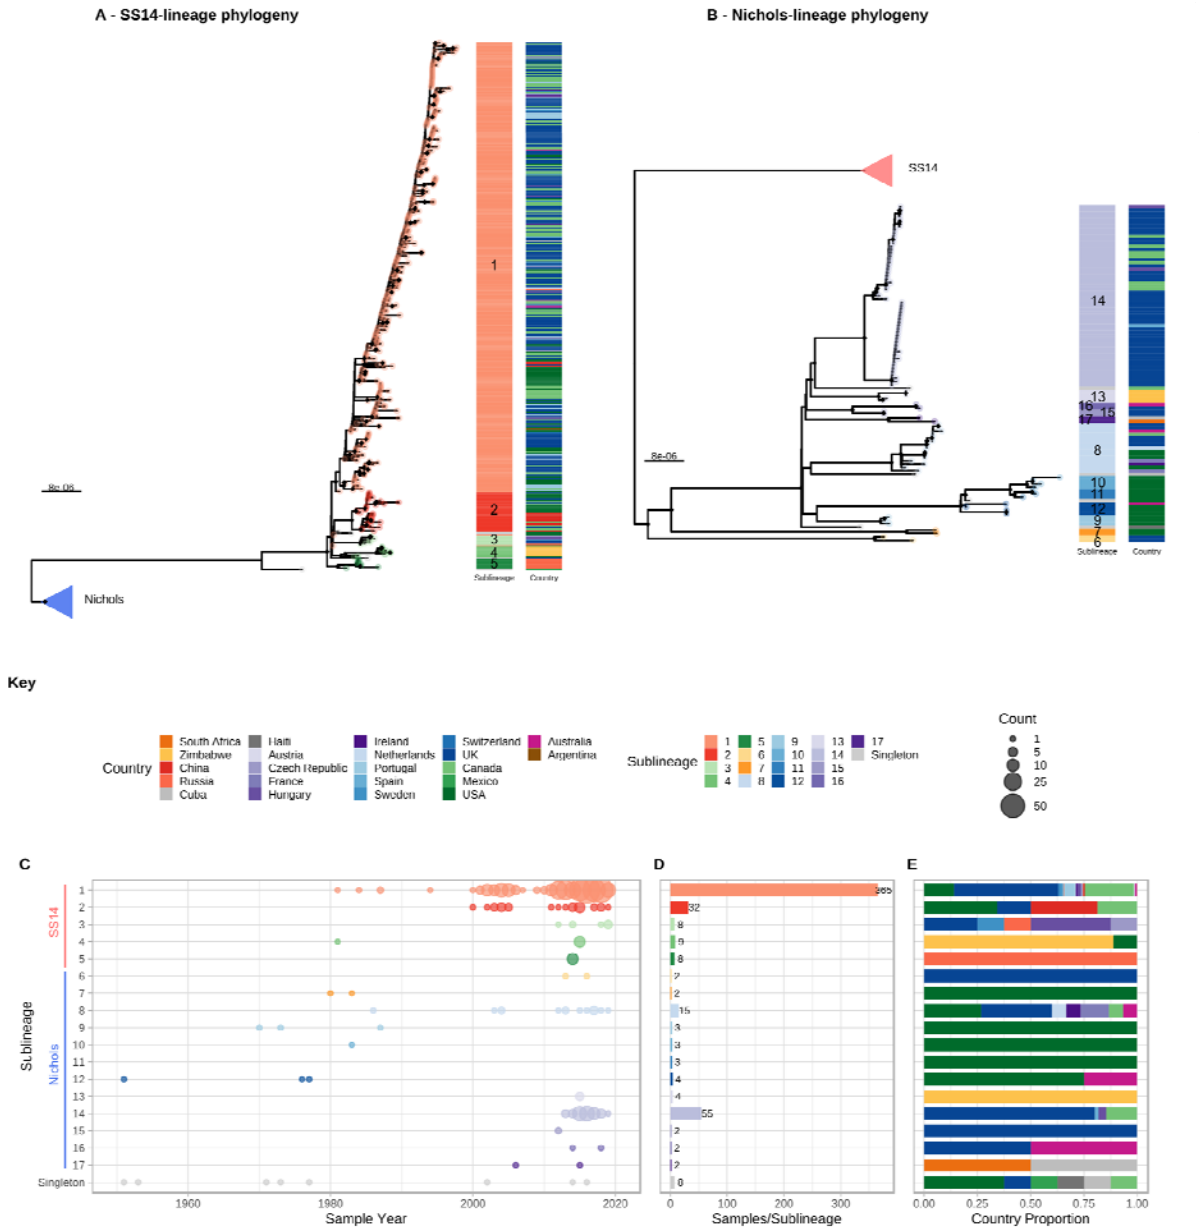 A - SS14-lineage phylogeny
B - Nichols-lineage phylogeny
SS14
1
14
13
16
15
17
8
8e-06
8e-06
10
11
2
12
9
3
7
4
6
5
Sublineage
Country
Sublineage
Country
Nichols
Key
Count
South Africa
Haiti
Ireland
Switzerland
Australia
1
5
9
13
17
1
Zimbabwe
Austria
Netherlands
UK
Argentina
2
6
10
14
Singleton
5
Country
China
Czech Republic
Portugal
Canada
Sublineage
3
7
11
15
10
Russia
France
Spain
Mexico
4
8
12
16
25
Cuba
Hungary
Sweden
USA
50
C
D
E
1
365
2
32
SS14
3
8
4
9
5
8
6
2
7
2
8
15
Sublineage
9
3
10
3
Nichols
11
3
12
4
13
4
14
55
15
2
16
2
17
2
Singleton
8
1960
1980
2000
2020
0
100
200
300
0.00
0.25
0.50
0.75
1.00
Sample Year
Samples/Sublineage
Country Proportion